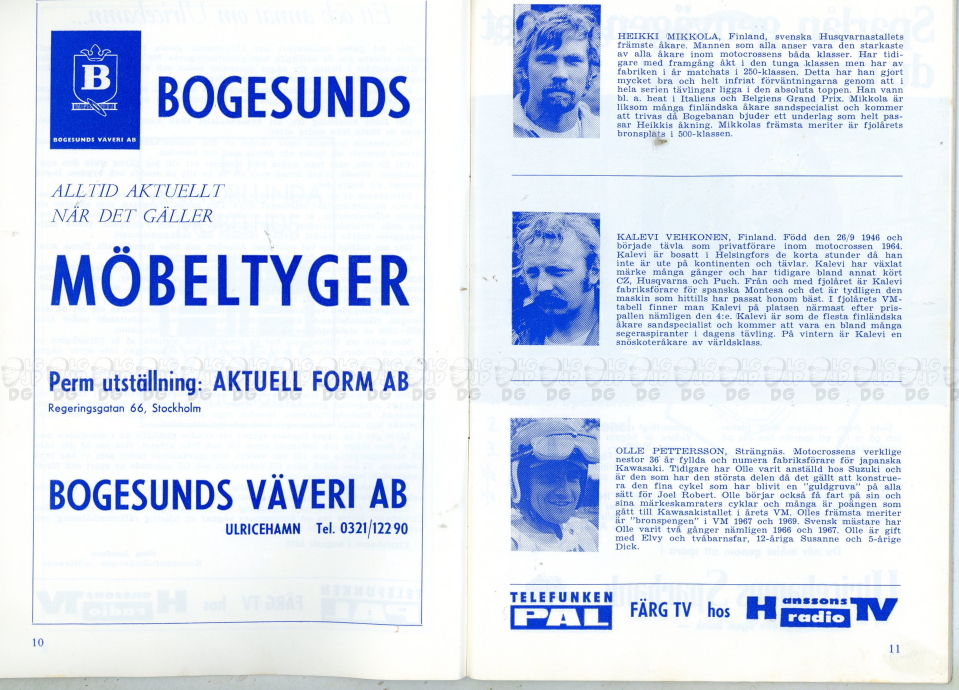 B
BOGESUNDS VÄVERI AB
BOGESUNDS
ALLTID AKTUELLT
NÄR DET GÄLLER
MÖBELTYGER
Perm utställning: AKTUELL FORM AB
Regeringsgatan 66, Stockholm
BOGESUNDS VÄVERI AB
ULRICEHAMN Tel. 0321/122 90
10
HEIKKI MIKKOLA, Finland, svenska Husqvarnastallets
främste åkare. Mannen som alla anser vara den starkaste
av alla åkare inom motocrossens båda klasser. Har tidi-
gare med framgång åkt i den tunga klassen men har av
fabriken i år matchats i 250-klassen. Detta har han gjort
mycket bra och helt infriat förväntningarna genom att i
hela serien tävlingar ligga i den absoluta toppen. Han vann
bl. a. heat i Italiens och Belgiens Grand Prix. Mikkola är
liksom många finländska åkare sandspecialist och kommer
att trivas då Bogebanan bjuder ett underlag som helt pas-
sar Heikkis åkning. Mikkolas främsta meriter är fjolårets
bronsplats i 500-klassen.
KALEVI VEHKONEN, Finland. Född den 26/9 1946 och
började tävla som privatförare inom motocrossen 1964.
Kalevi är bosatt i Helsingfors de korta stunder då han
inte är ute på kontinenten och tävlar. Kalevi har växlat
märke många gånger och har tidigare bland annat kört
CZ, Husqvarna och Puch. Från och med fjolåret är Kalevi
fabriksförare för spanska Montesa och det är tydligen den
maskin som hittills har passat honom bäst. I fjolårets VM-
tabell finner man Kalevi på platsen närmast efter pris-
pallen nämligen den 4:e. Kalevi är som de flesta finländska
åkare sandspecialist och kommer att vara en bland många
segeraspiranter i dagens tävling. På vintern är Kalevi en
snöskoteråkare av världsklass.
OLLE PETTERSSON, Strängnäs. Motocrossens verklige
nestor 36 år fyllda och numera fabriksförare för japanska
Kawasaki. Tidigare har Olle varit anställd hos Suzuki och
är den som har den största delen då det gällt att konstrue-
ra den fina cykel som har blivit en "guldgruva" på alla
sätt för Joel Robert. Olle börjar också få fart på sin och
sina märkeskamraters cyklar och många är poängen som
gått till Kawasakistallet i årets VM. Olles främsta meriter
är "bronspengen" i VM 1967 och 1969. Svensk mästare har
Olle varit två gånger nämligen 1966 och 1967. Olle är gift
med Elvy och tvåbarnsfar, 12-åriga Susanne och 5-årige
Dick.
TELEFUNKEN
PAL
FÄRG TV hos
Hanssons
radio TV
11
DG DG DG DG DG DG DG DG DG DG DG DG DG